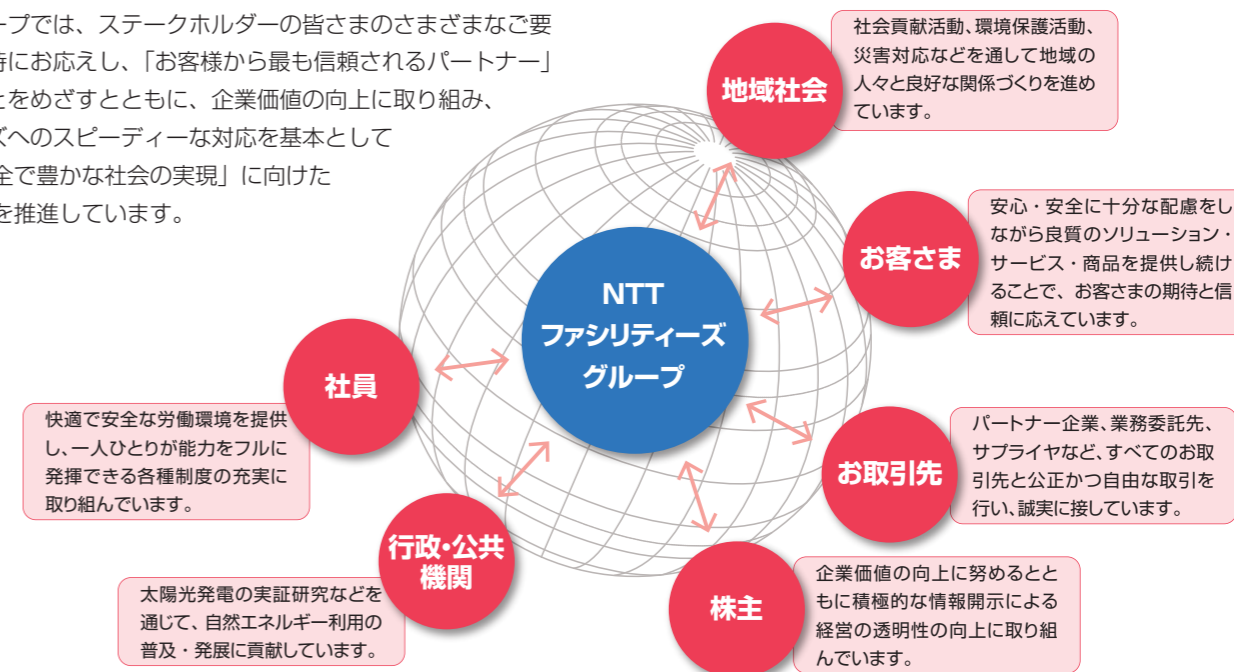 ープでは、ステークホルダーの皆さまのさまざまなご要
待にお応えし、「お客様から最も信頼されるパートナー」
とをめざすとともに、企業価値の向上に取り組み、
ズへのスピーディーな対応を基本として
全で豊かな社会の実現」に向けた
を推進しています。
地域社会
社会貢献活動、環境保護活動、
災害対応などを通して地域の
人々と良好な関係づくりを進め
ています。
お客さま
安心・安全に十分な配慮をし
ながら良質のソリューション・
サービス・商品を提供し続け
ることで、お客さまの期待と信
頼に応えています。
NTT
ファシリティーズ
グループ
社員
快適で安全な労働環境を提供
し、一人ひとりが能力をフルに
発揮できる各種制度の充実に
取り組んでいます。
お取引先
パートナー企業、業務委託先、
サプライヤなど、すべてのお取
引先と公正かつ自由な取引を
行い、誠実に接しています。
行政・公共
機関
太陽光発電の実証研究などを
通じて、自然エネルギー利用の
普及・発展に貢献しています。
株主
企業価値の向上に努めるとと
もに積極的な情報開示による
経営の透明性の向上に取り組
んでいます。